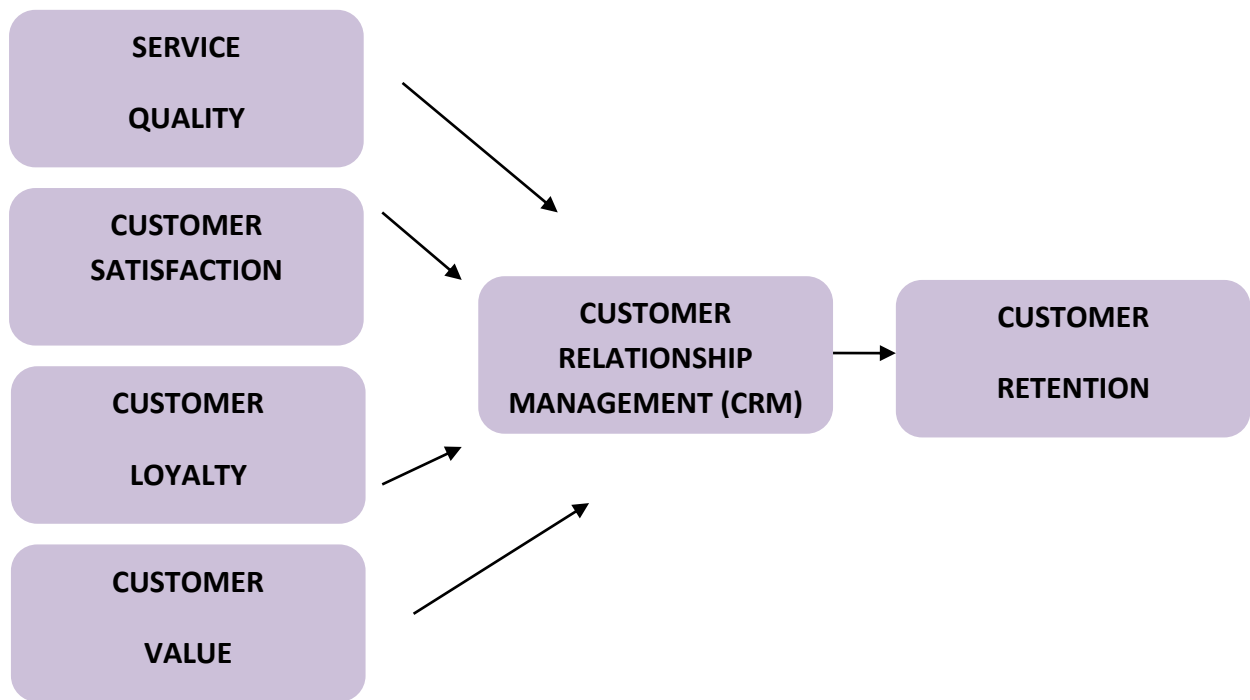 SERVICE
QUALITY
CUSTOMER
SATISFACTION
CUSTOMER
LOYALTY
CUSTOMER
VALUE
CUSTOMER
RELATIONSHIP
MANAGEMENT (CRM)
CUSTOMER
RETENTION